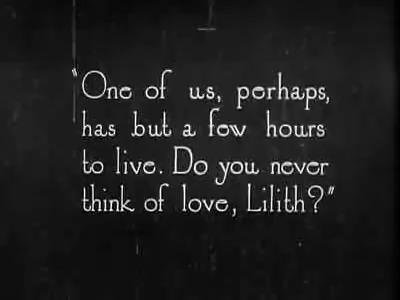 "One of us, perhaps,
has but a few hours
to live. Do you never
think of love, Lilith?"